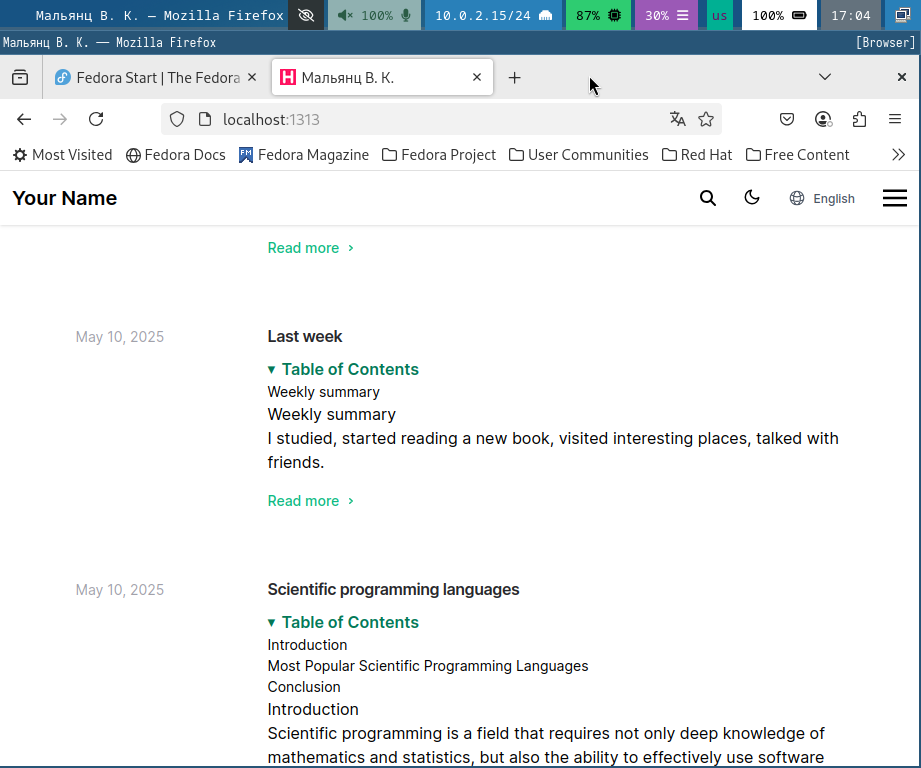 Мальянц В. К. — Mozilla Firefox 100% 10.0.2.15/24 87% 30% us 100% 17:04
Мальянц В. К. — Mozilla Firefox [Browser]
Fedora Start | The Fedora Мальянц В. К.
localhost:1313
Most Visited Fedora Docs Fedora Magazine Fedora Project User Communities Red Hat Free Content
Your Name English
Read more
May 10, 2025 Last week
Table of Contents
Weekly summary
Weekly summary
I studied, started reading a new book, visited interesting places, talked with
friends.
Read more
May 10, 2025 Scientific programming languages
Table of Contents
Introduction
Most Popular Scientific Programming Languages
Conclusion
Introduction
Scientific programming is a field that requires not only deep knowledge of
mathematics and statistics, but also the ability to effectively use software